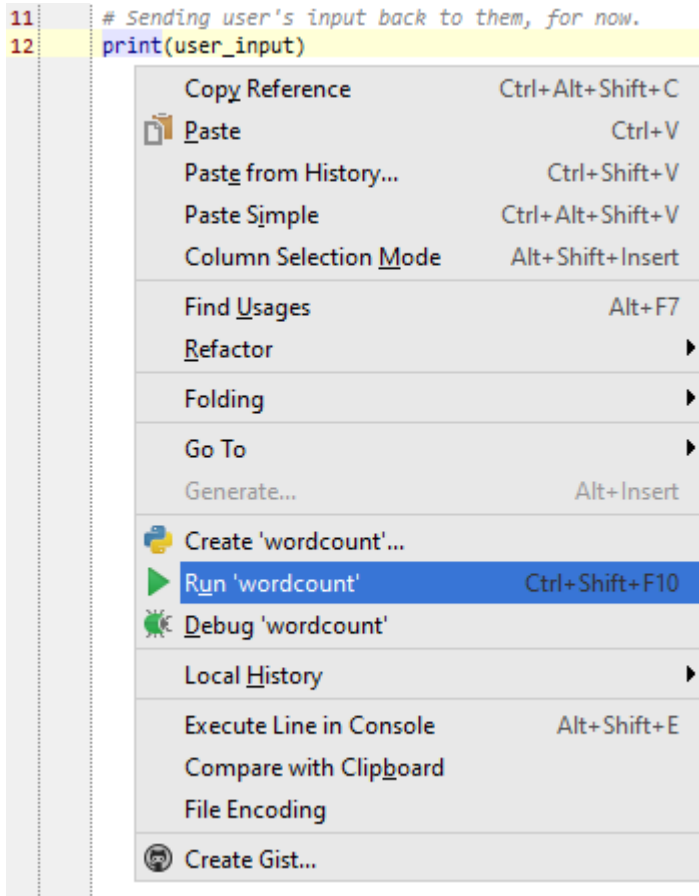 11 # Sending user's input back to them, for now.
12 print(user_input)
Copy Reference Ctrl+Alt+Shift+C
Paste Ctrl+V
Paste from History... Ctrl+Shift+V
Paste Simple Ctrl+Alt+Shift+V
Column Selection Mode Alt+Shift+Insert
Find Usages Alt+F7
Refactor
Folding
Go To
Generate... Alt+Insert
Create 'wordcount'...
Run 'wordcount' Ctrl+Shift+F10
Debug 'wordcount'
Local History
Execute Line in Console Alt+Shift+E
Compare with Clipboard
File Encoding
Create Gist...